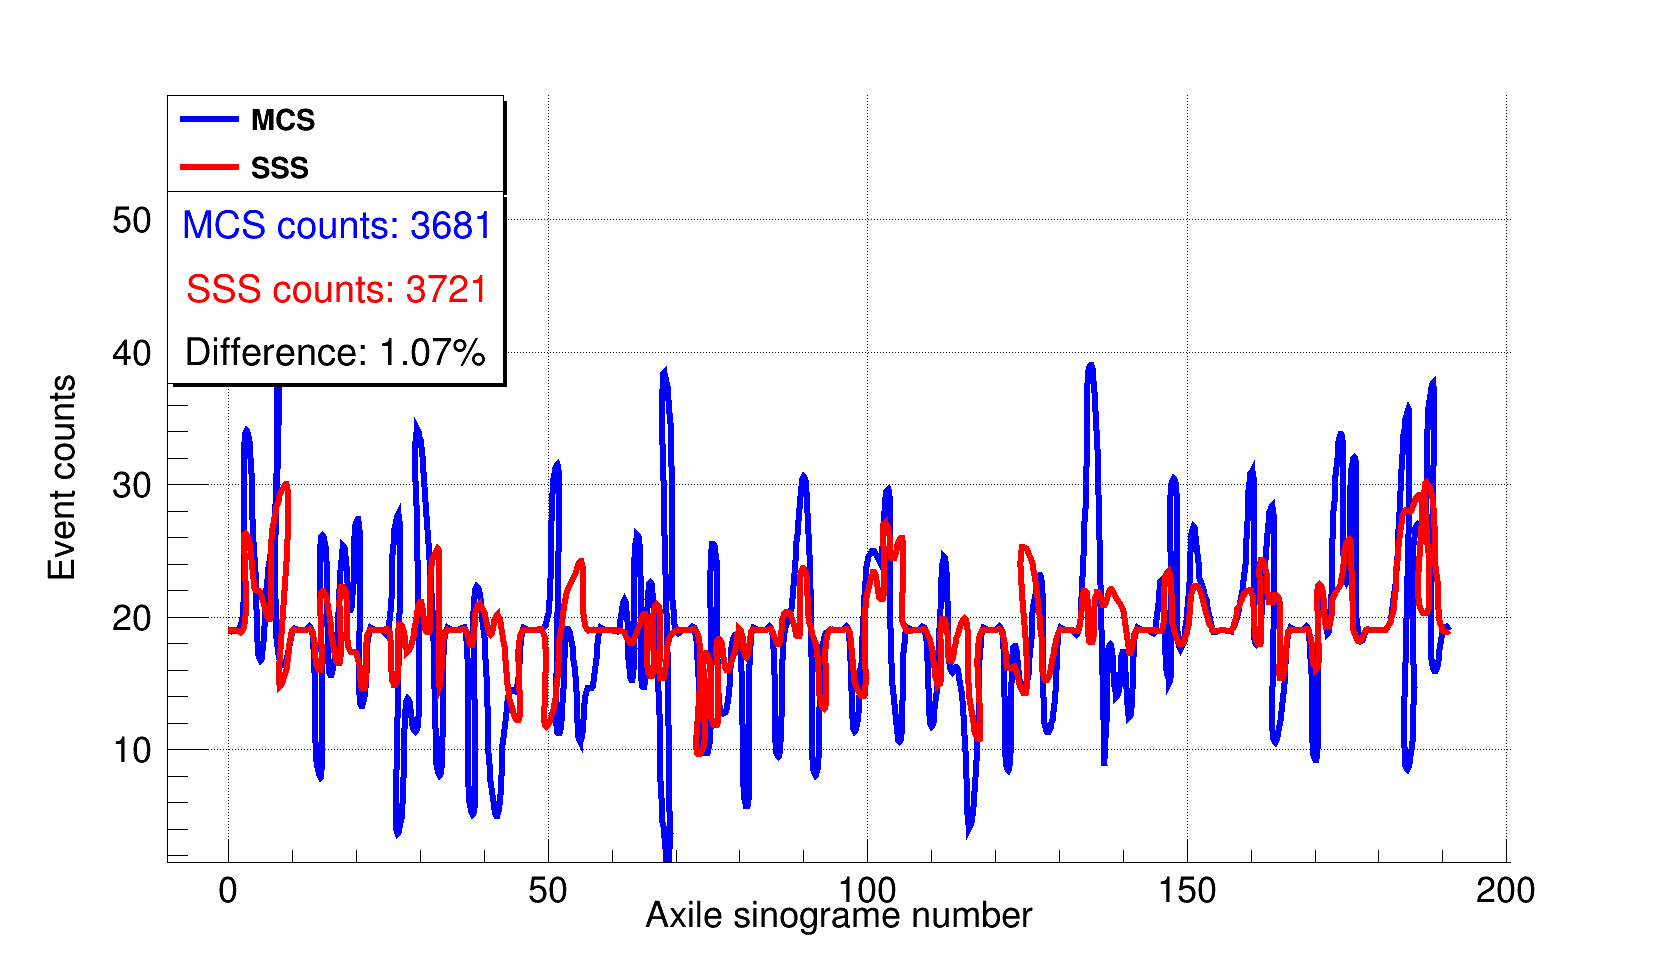 MCS
SSS
MCS counts: 3681
SSS counts: 3721
Difference: 1.07%
50
40
30
20
10
Event counts
0 50 100 150 200
Axile sinograme number